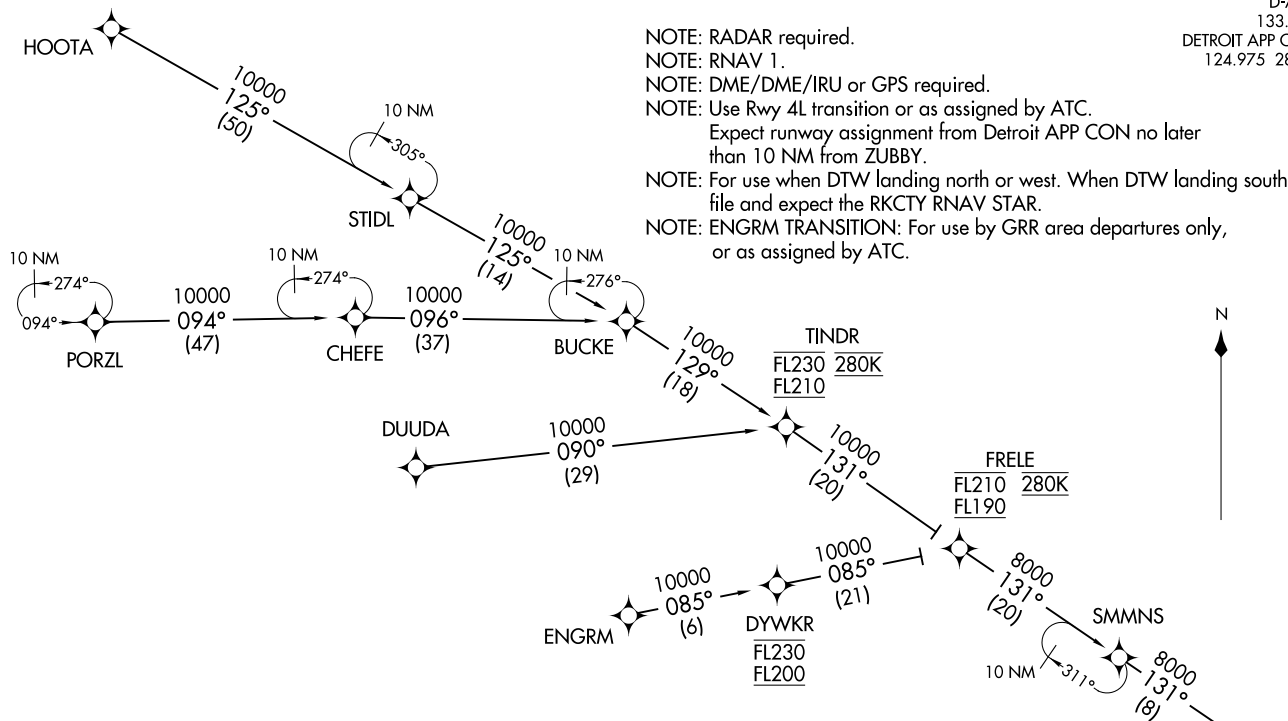 D-A
133.
DETROIT APP C
124.975 28
NOTE: RADAR required.
NOTE: RNAV 1.
NOTE: DME/DME/IRU or GPS required.
NOTE: Use Rwy 4L transition or as assigned by ATC.
Expect runway assignment from Detroit APP CON no later
than 10 NM from ZUBBY.
NOTE: For use when DTW landing north or west. When DTW landing south
file and expect the RKCTY RNAV STAR.
NOTE: ENGRM TRANSITION: For use by GRR area departures only,
or as assigned by ATC.
HOOTA
10000
125°
(50)
10 NM
305°
STIDL
10000
125°
(14)
10 NM
274°
094°
PORZL
10000
094°
(47)
10 NM
274°
CHEFE
10000
096°
(37)
10 NM
276°
BUCKE
10000
129°
(18)
TINDR
FL230 280K
FL210
DUUDA
10000
090°
(29)
10000
131°
(20)
FRELE
FL210 280K
FL190
ENGRM
10000
085°
(6)
DYWKR
FL230
FL200
10000
085°
(21)
8000
131°
(20)
SMMNS
10 NM
311°
8000
131°
(8)
N